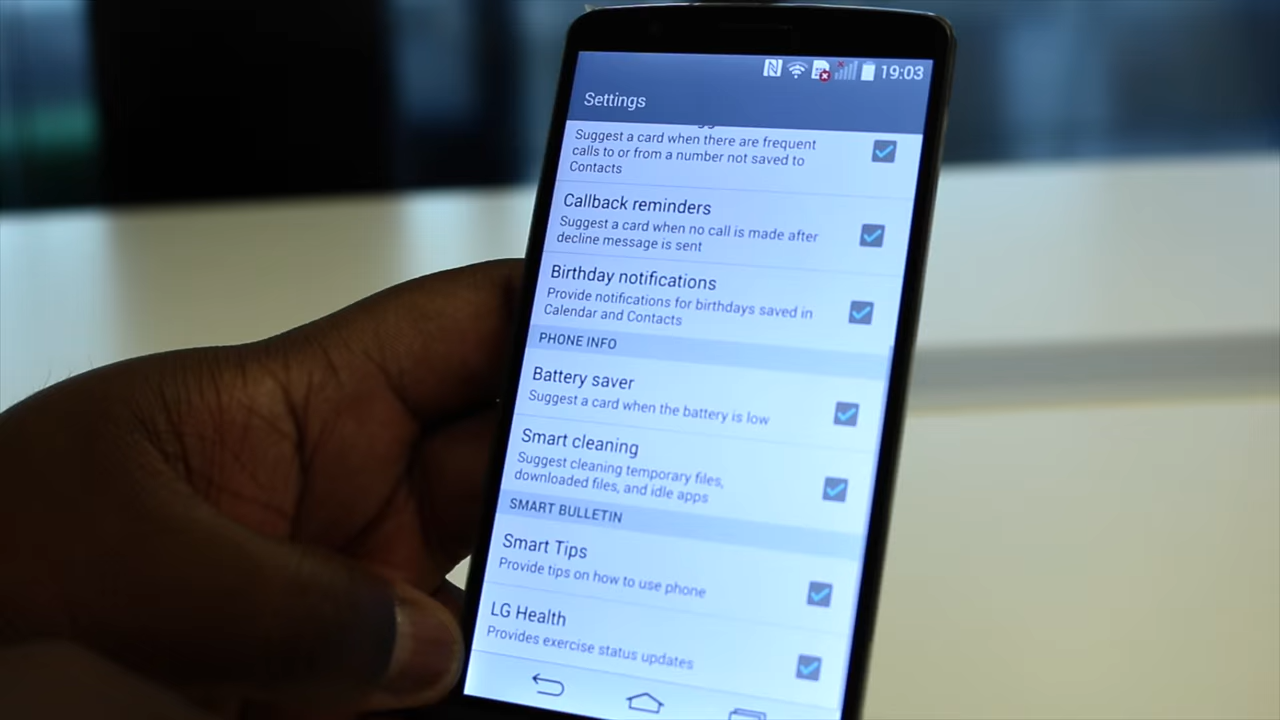 19:03
Settings
Suggest a card when there are frequent
calls to or from a number not saved to
Contacts
Callback reminders
Suggest a card when no call is made after
decline message is sent
Birthday notifications
Provide notifications for birthdays saved in
Calendar and Contacts
PHONE INFO
Battery saver
Suggest a card when the battery is low
Smart cleaning
Suggest cleaning temporary files,
downloaded files, and idle apps
SMART BULLETIN
Smart Tips
Provide tips on how to use phone
LG Health
Provides exercise status updates